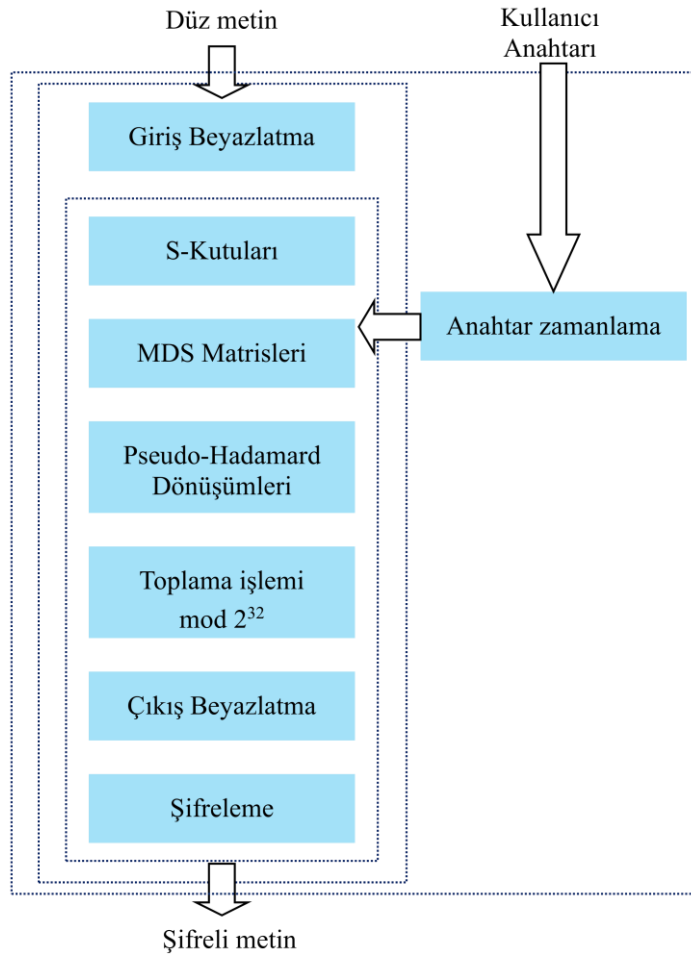 Düz metin
Kullanıcı
Anahtarı
Giriş Beyazlatma
S-Kutuları
Anahtar zamanlama
MDS Matrisleri
Pseudo-Hadamard
Dönüşümleri
Toplama işlemi
mod 2³²
Çıkış Beyazlatma
Şifreleme
Şifreli metin